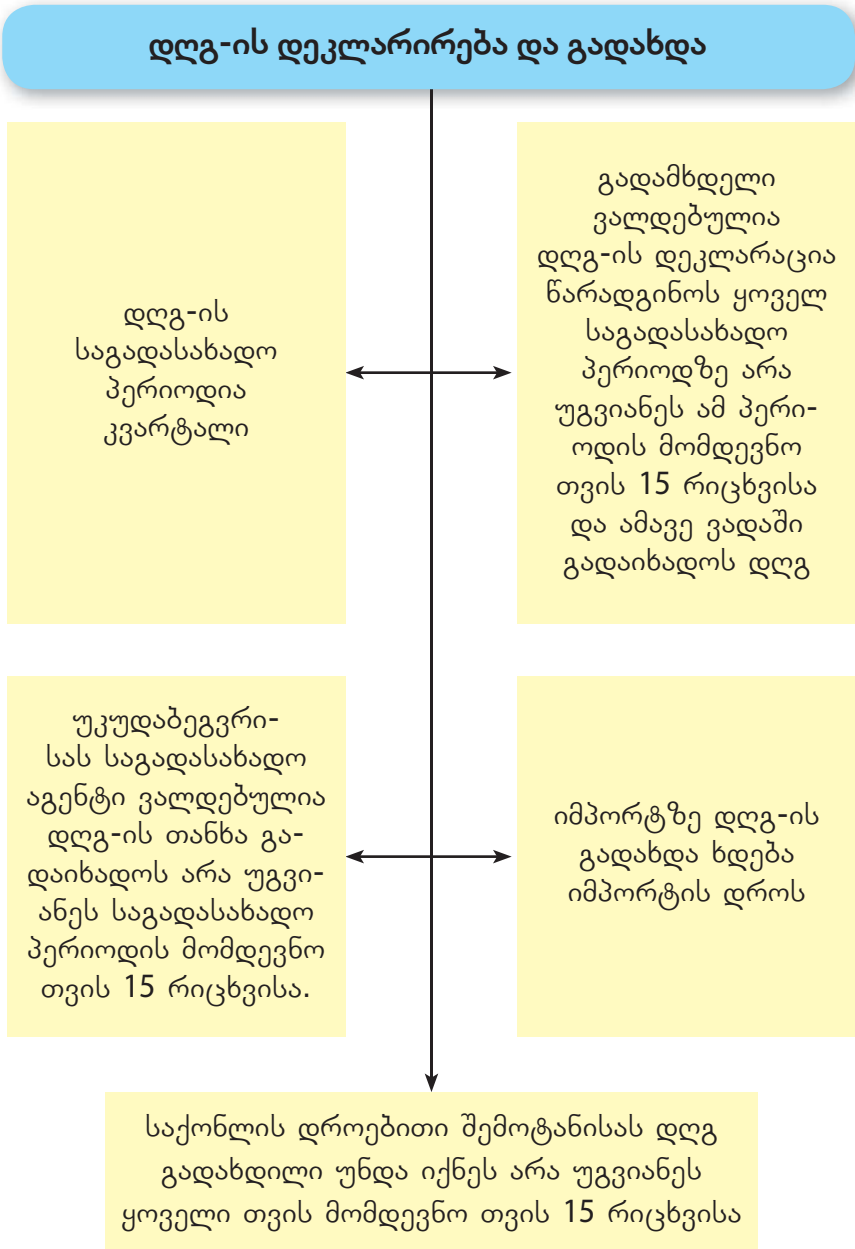 დღგ-ის დეკლარირება და გადახდა
დღგ-ის
საგადასახადო
პერიოდია
კვარტალი
გადამხდელი
ვალდებულია
დღგ-ის დეკლარაცია
წარადგინოს ყოველ
საგადასახადო
პერიოდზე არა
უგვიანეს ამ პერი-
ოდის მომდევნო
თვის 15 რიცხვისა
და ამავე ვადაში
გადაიხადოს დღგ
უკუდაბეგვრი-
სას საგადასახადო
აგენტი ვალდებულია
დღგ-ის თანხა გა-
დაიხადოს არა უგვი-
ანეს საგადასახადო
პერიოდის მომდევნო
თვის 15 რიცხვისა.
იმპორტზე დღგ-ის
გადახდა ხდება
იმპორტის დროს
საქონლის დროებითი შემოტანისას დღგ
გადახდილი უნდა იქნეს არა უგვიანეს
ყოველი თვის მომდევნო თვის 15 რიცხვისა